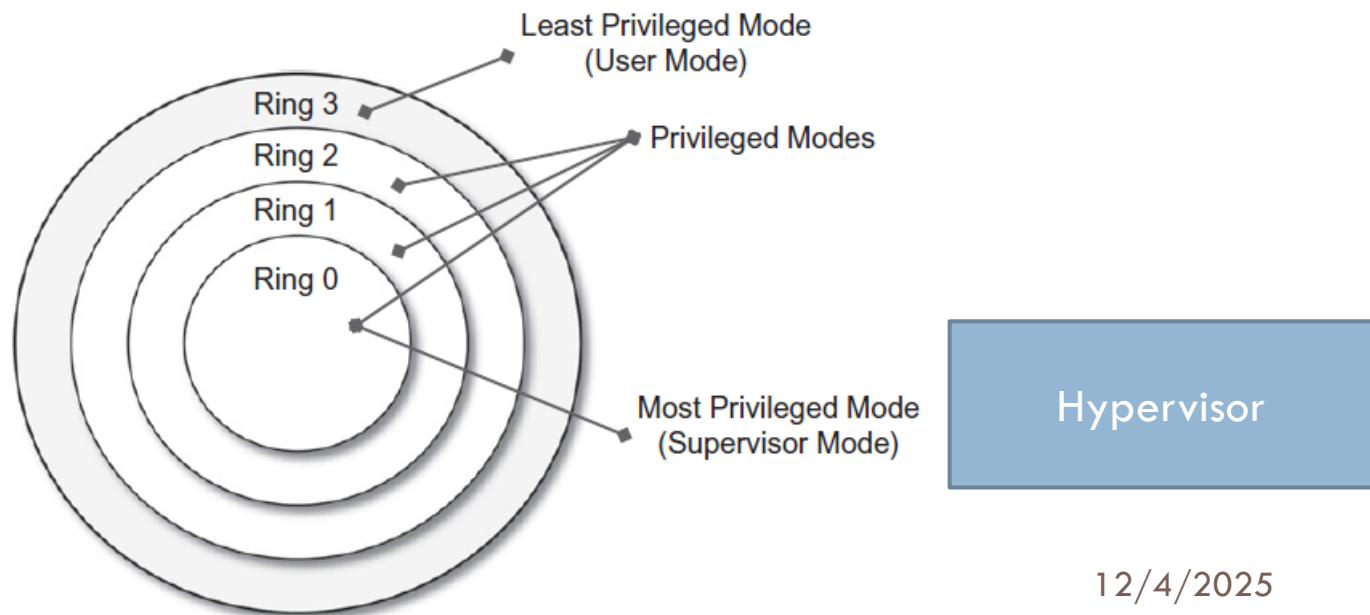 Least Privileged Mode
(User Mode)
Ring 3
Privileged Modes
Ring 2
Ring 1
Ring 0
Most Privileged Mode
(Supervisor Mode)
Hypervisor
12/4/2025